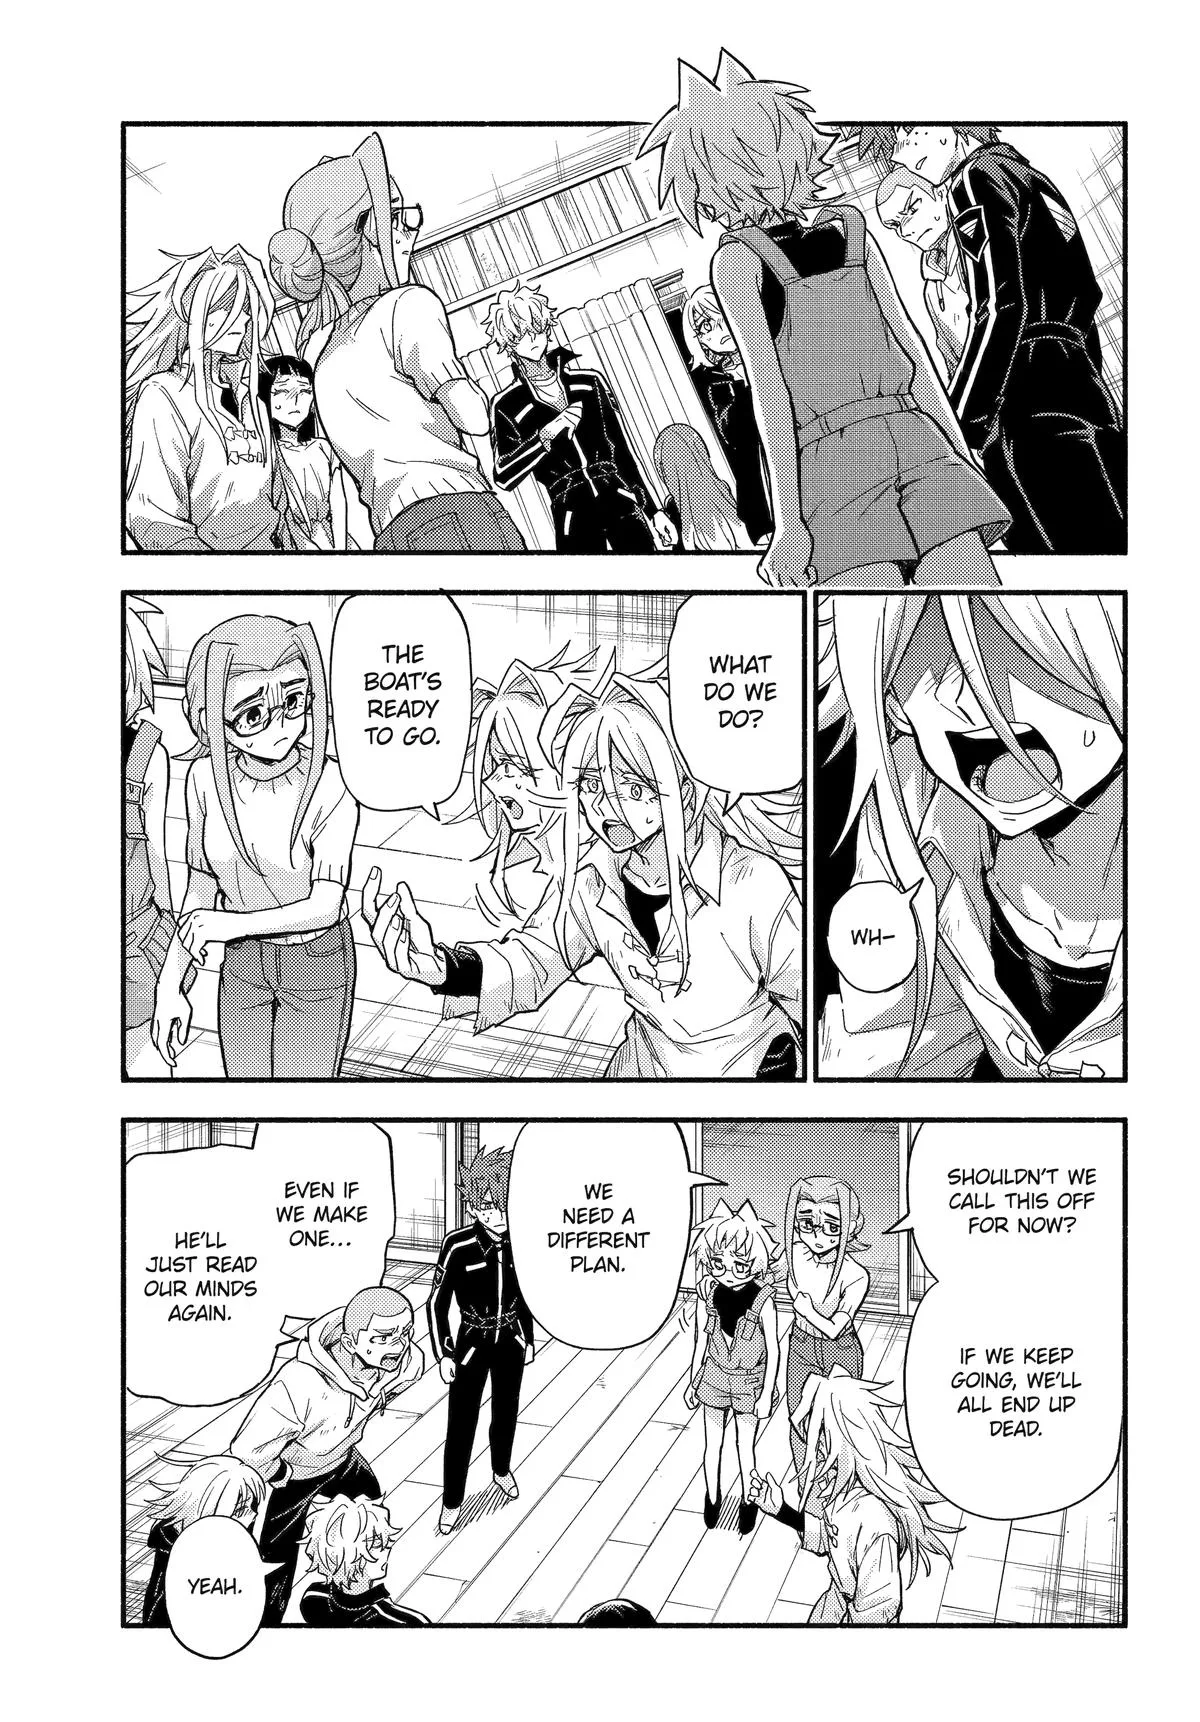 WH–
WHAT
DO WE
DO?
THE
BOAT'S
READY
TO GO.
SHOULDN'T WE
CALL THIS OFF
FOR NOW?
IF WE KEEP
GOING, WE'LL
ALL END UP
DEAD.
WE
NEED A
DIFFERENT
PLAN.
EVEN IF
WE MAKE
ONE...
HE'LL
JUST READ
OUR MINDS
AGAIN.
YEAH.